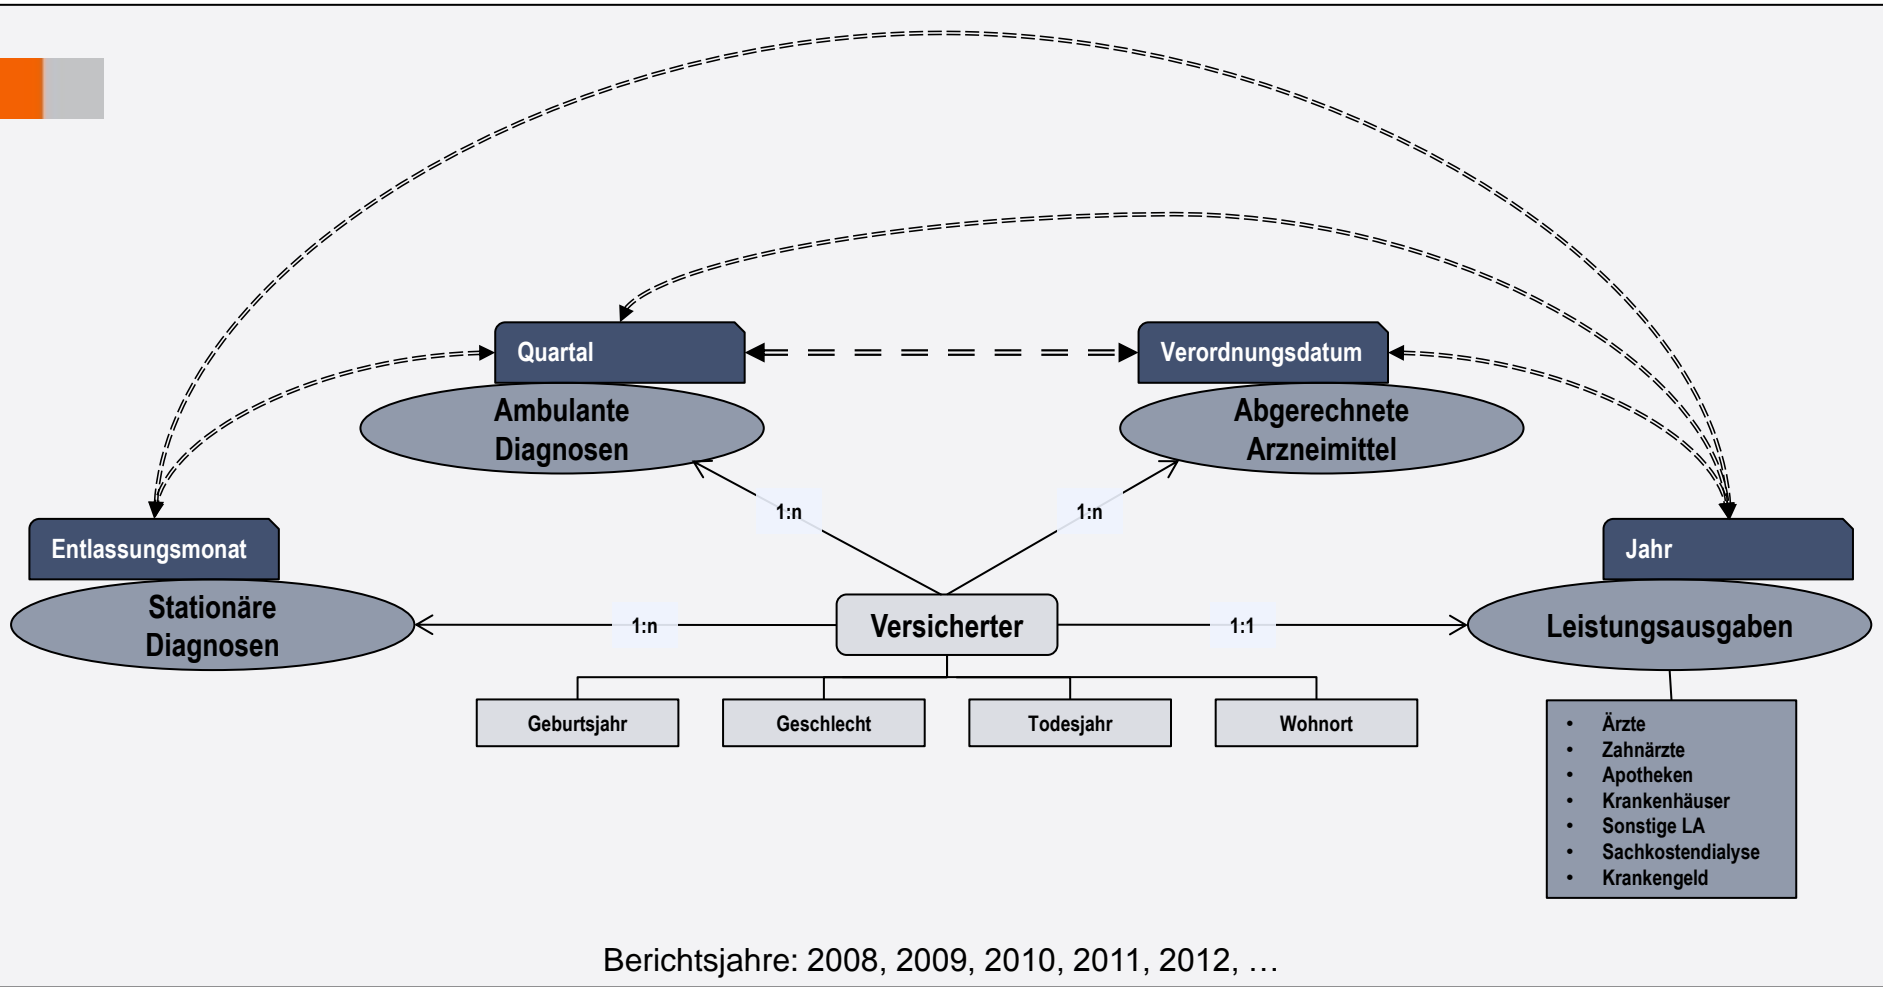 Quartal
Verordnungsdatum
Ambulante
Diagnosen
Abgerechnete
Arzneimittel
1:n
1:n
Entlassungsmonat
Jahr
Stationäre
Diagnosen
1:n
Versicherter
1:1
Leistungsausgaben
Geburtsjahr
Geschlecht
Todesjahr
Wohnort
• Ärzte
• Zahnärzte
• Apotheken
• Krankenhäuser
• Sonstige LA
• Sachkostendialyse
• Krankengeld
Berichtsjahre: 2008, 2009, 2010, 2011, 2012, …